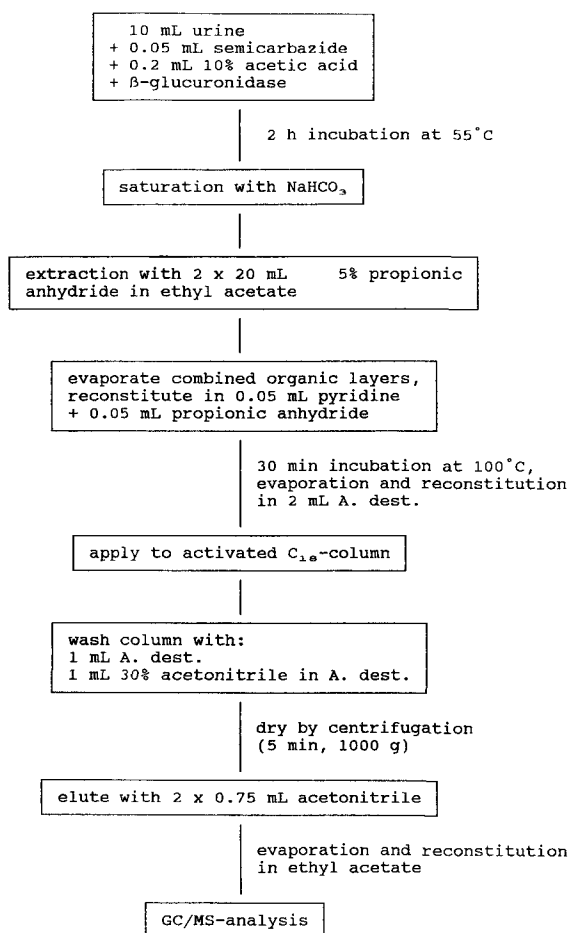 10 mL urine
+ 0.05 mL semicarbazide
+ 0.2 mL 10% acetic acid
+ ß-glucuronidase
2 h incubation at 55°C
saturation with NaHCO₃
extraction with 2 x 20 mL 5% propionic
anhydride in ethyl acetate
evaporate combined organic layers,
reconstitute in 0.05 mL pyridine
+ 0.05 mL propionic anhydride
30 min incubation at 100°C,
evaporation and reconstitution
in 2 mL A. dest.
apply to activated C₁₈-column
wash column with:
1 mL A. dest.
1 mL 30% acetonitrile in A. dest.
dry by centrifugation
(5 min, 1000 g)
elute with 2 x 0.75 mL acetonitrile
evaporation and reconstitution
in ethyl acetate
GC/MS-analysis